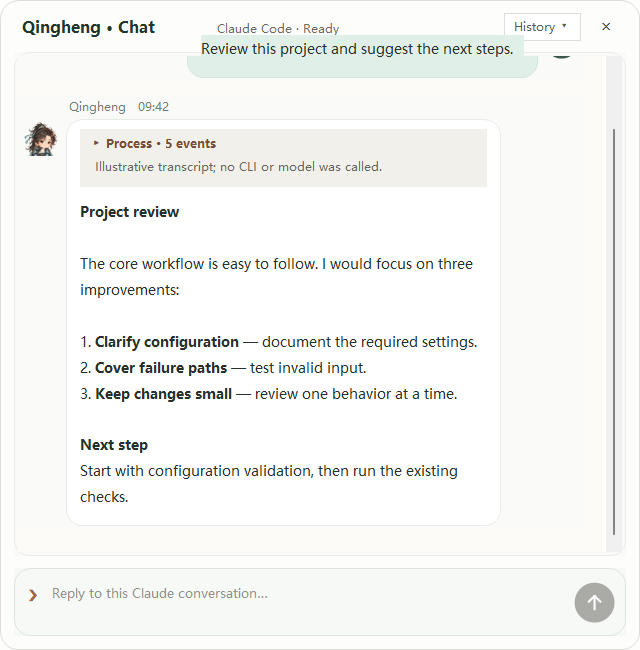 Qingheng • Chat
Claude Code · Ready
History ▾
×
Review this project and suggest the next steps.
Qingheng 09:42
▸ Process • 5 events
Illustrative transcript; no CLI or model was called.
Project review
The core workflow is easy to follow. I would focus on three
improvements:
1. Clarify configuration — document the required settings.
2. Cover failure paths — test invalid input.
3. Keep changes small — review one behavior at a time.
Next step
Start with configuration validation, then run the existing
checks.
❯ Reply to this Claude conversation...